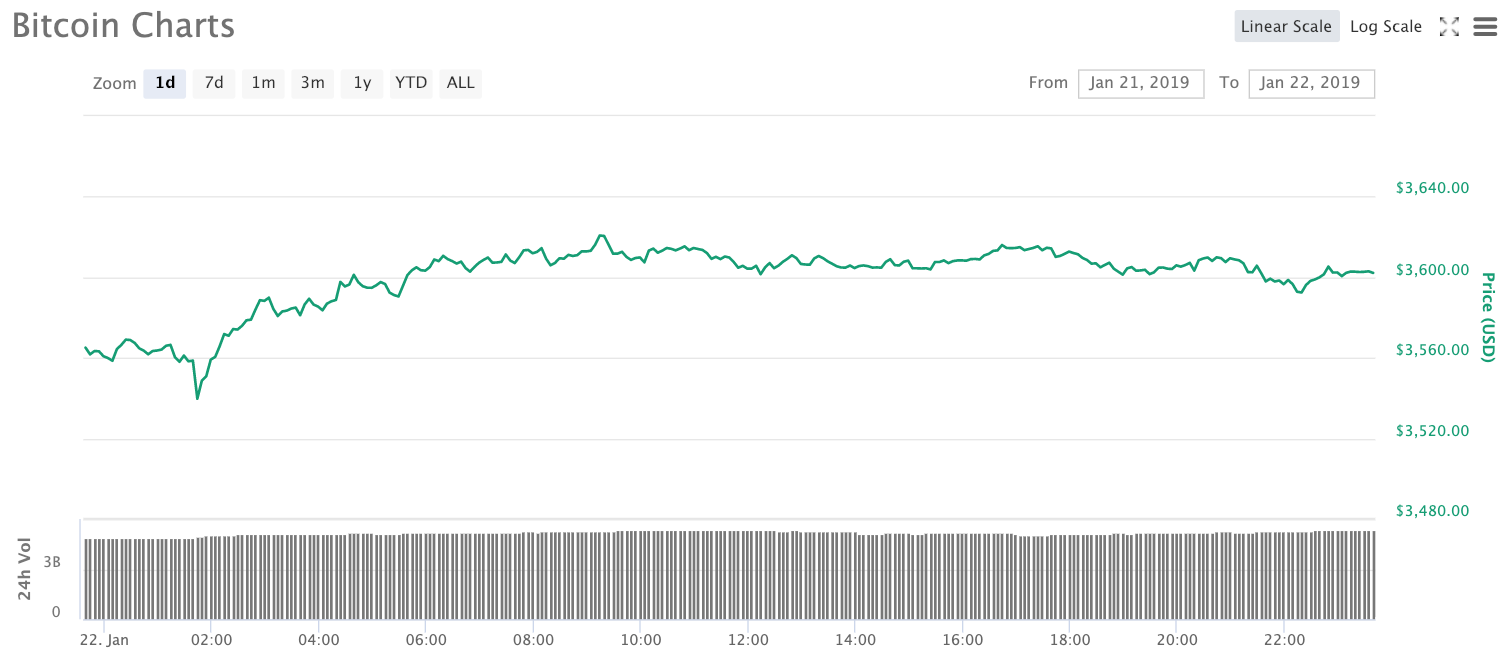 Bitcoin Charts
Linear Scale Log Scale
Zoom 1d 7d 1m 3m 1y YTD ALL
From Jan 21, 2019 To Jan 22, 2019
$3,640.00
$3,600.00
$3,560.00
$3,520.00
$3,480.00
Price (USD)
24h Vol
3B
0
22. Jan 02:00 04:00 06:00 08:00 10:00 12:00 14:00 16:00 18:00 20:00 22:00